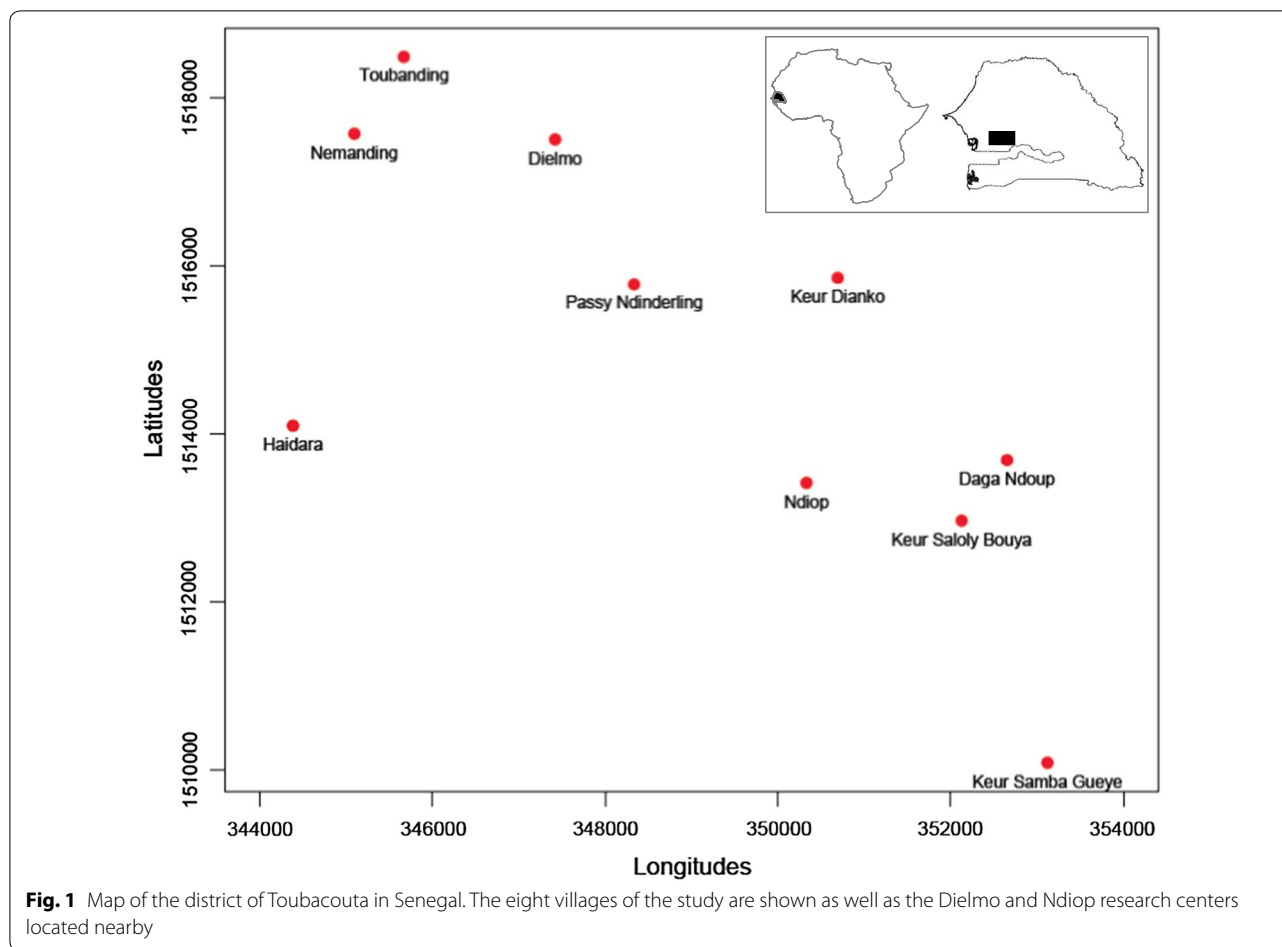 Toubanding
Nemanding
Dielmo
Passy Ndinderling
Keur Dianko
Haidara
Ndiop
Daga Ndoup
Keur Saloly Bouya
Keur Samba Gueye
Latitudes
1518000
1516000
1514000
1512000
1510000
344000 346000 348000 350000 352000 354000
Longitudes
Fig. 1 Map of the district of Toubacouta in Senegal. The eight villages of the study are shown as well as the Dielmo and Ndiop research centers
located nearby